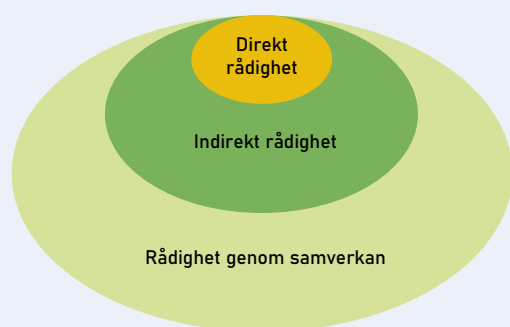 Direkt
rådighet
Indirekt rådighet
Rådighet genom samverkan